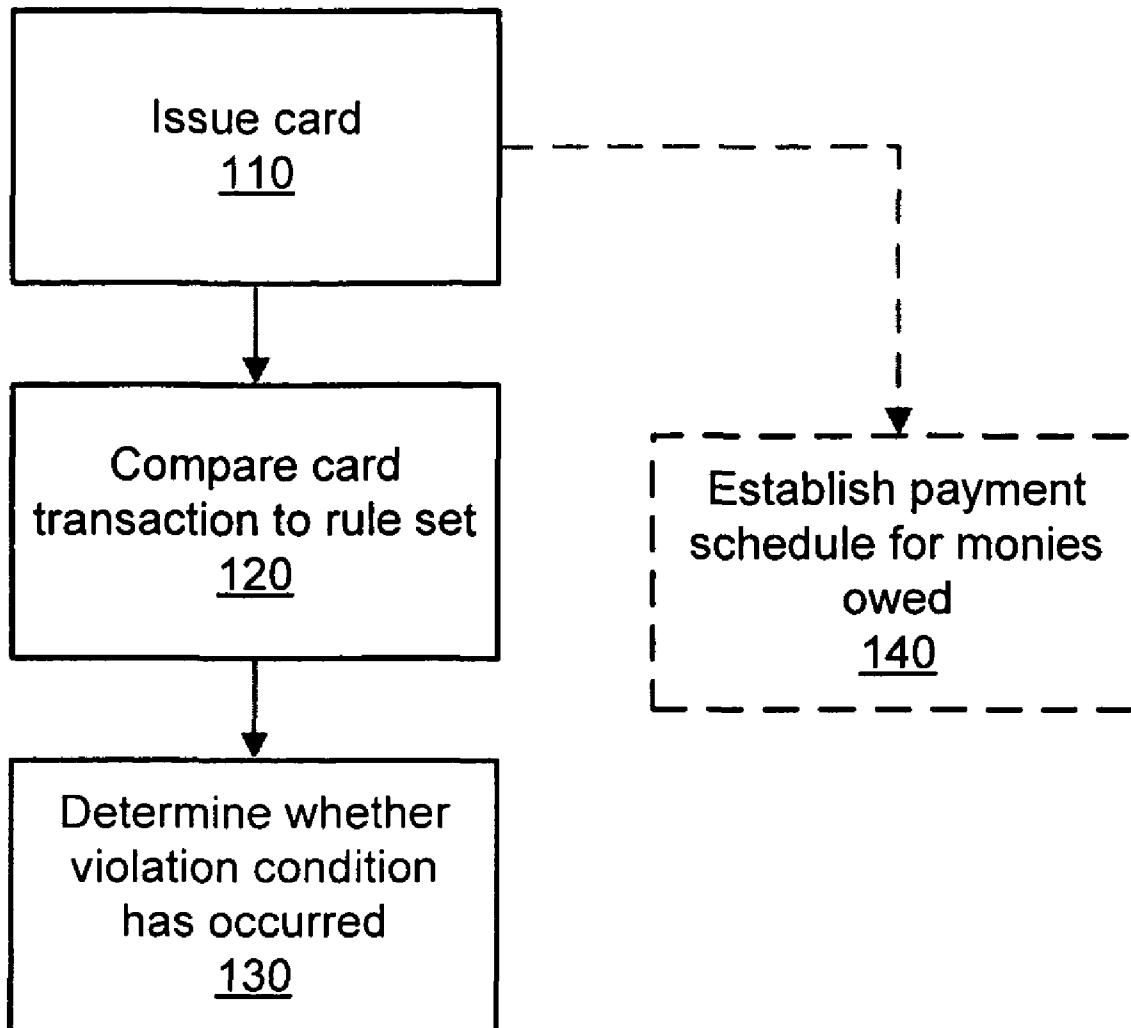 Issue card
110
Compare card
transaction to rule set
120
Establish payment
schedule for monies
owed
140
Determine whether
violation condition
has occurred
130